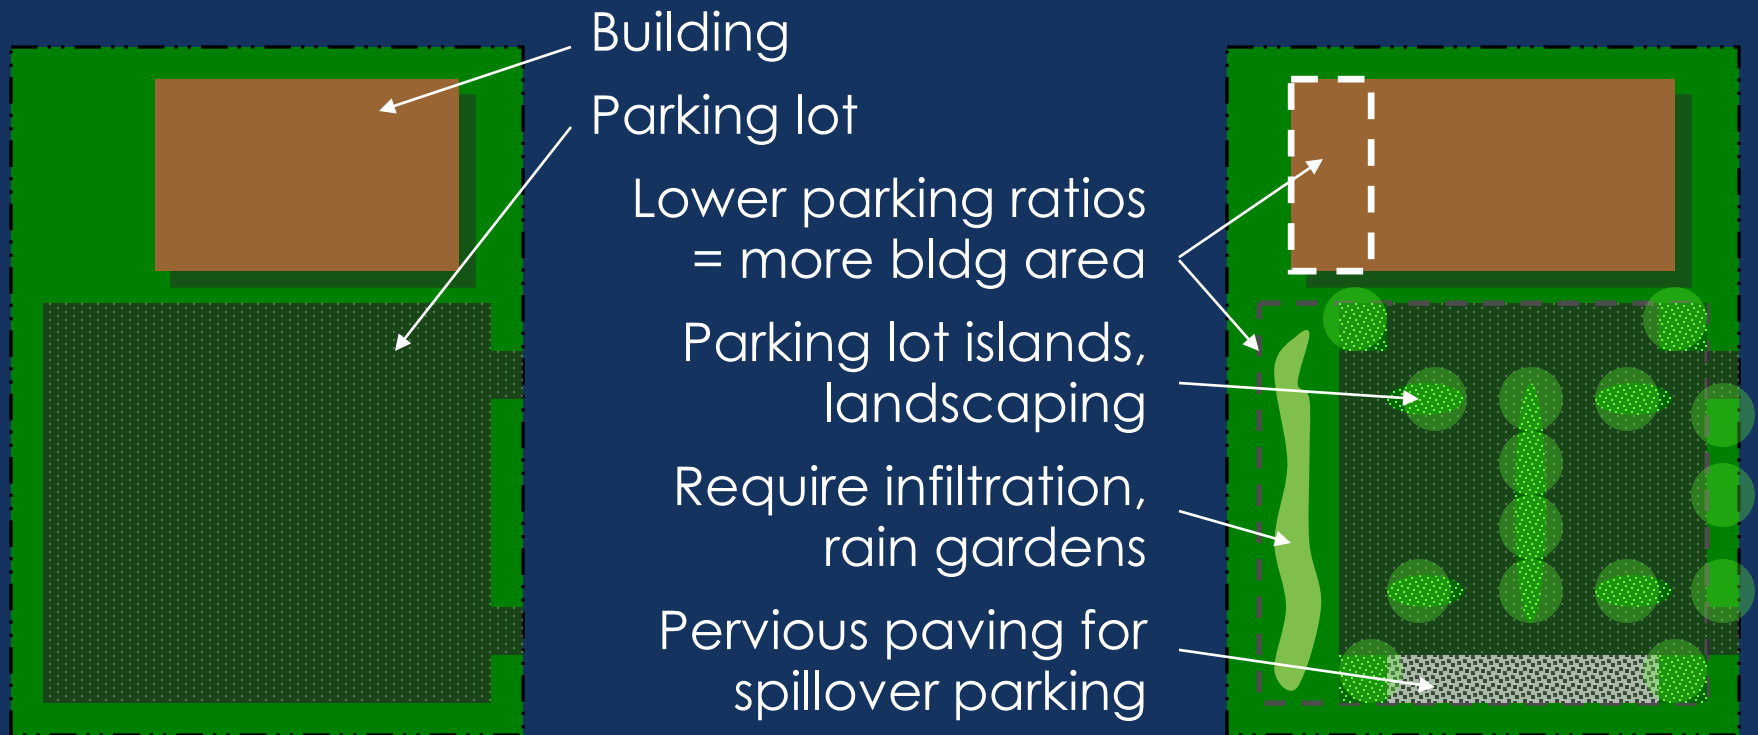 Building
Parking lot
Lower parking ratios
= more bldg area
Parking lot islands,
landscaping
Require infiltration,
rain gardens
Pervious paving for
spillover parking